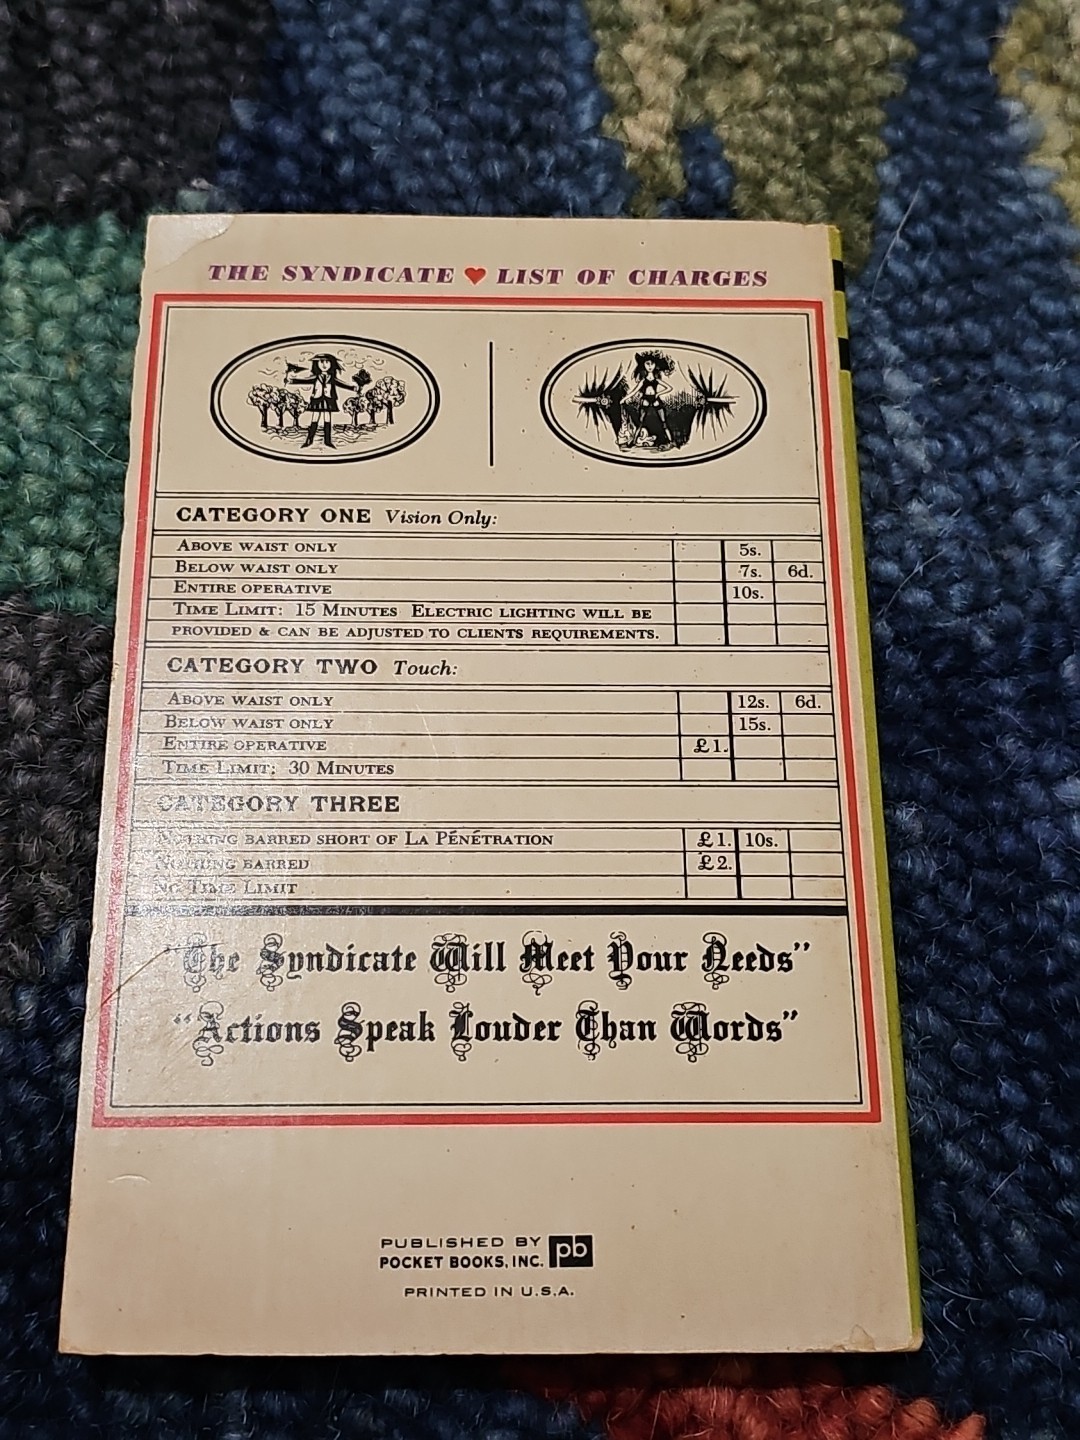 THE SYNDICATE ♥ LIST OF CHARGES
CATEGORY ONE Vision Only:
ABOVE WAIST ONLY 5s.
BELOW WAIST ONLY 7s. 6d.
ENTIRE OPERATIVE 10s.
TIME LIMIT: 15 MINUTES ELECTRIC LIGHTING WILL BE
PROVIDED & CAN BE ADJUSTED TO CLIENTS REQUIREMENTS.
CATEGORY TWO Touch:
ABOVE WAIST ONLY 12s. 6d.
BELOW WAIST ONLY 15s.
ENTIRE OPERATIVE £1.
TIME LIMIT: 30 MINUTES
CATEGORY THREE
NOTHING BARRED SHORT OF LA PÉNÉTRATION £1. 10s.
NOTHING BARRED £2.
NO TIME LIMIT
"The Syndicate Will Meet Your Needs"
"Actions Speak Louder Than Words"
PUBLISHED BY
POCKET BOOKS, INC. pb
PRINTED IN U.S.A.